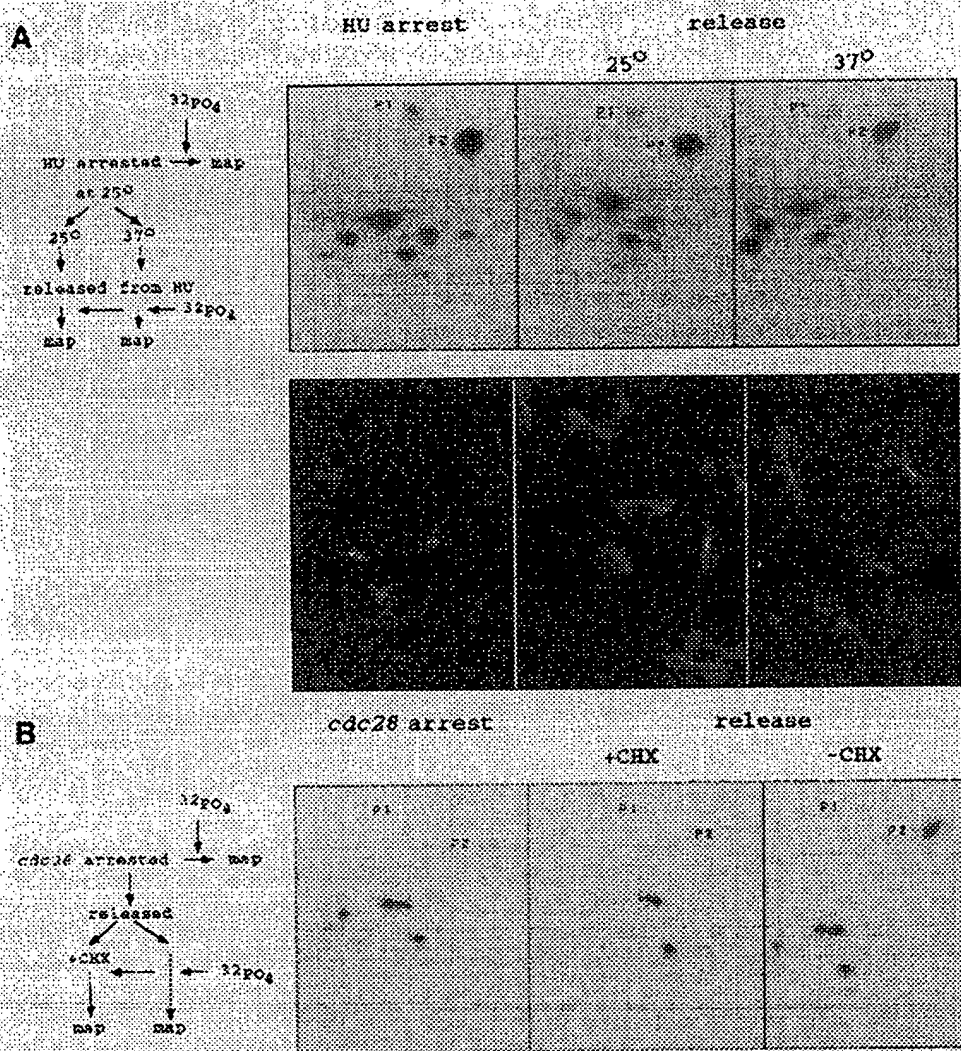 A
HU arrest release
25° 37°
32PO4
HU arrested map
at 25°
25° 37°
released from HU
32PO4
map map
P1 P1 P1
P2 P2
B
cdc28 arrest release
+CHX -CHX
32PO4
cdc28 arrested map
released
+CHX
32PO4
map map
P1 P1 P1
P2 P2 P2